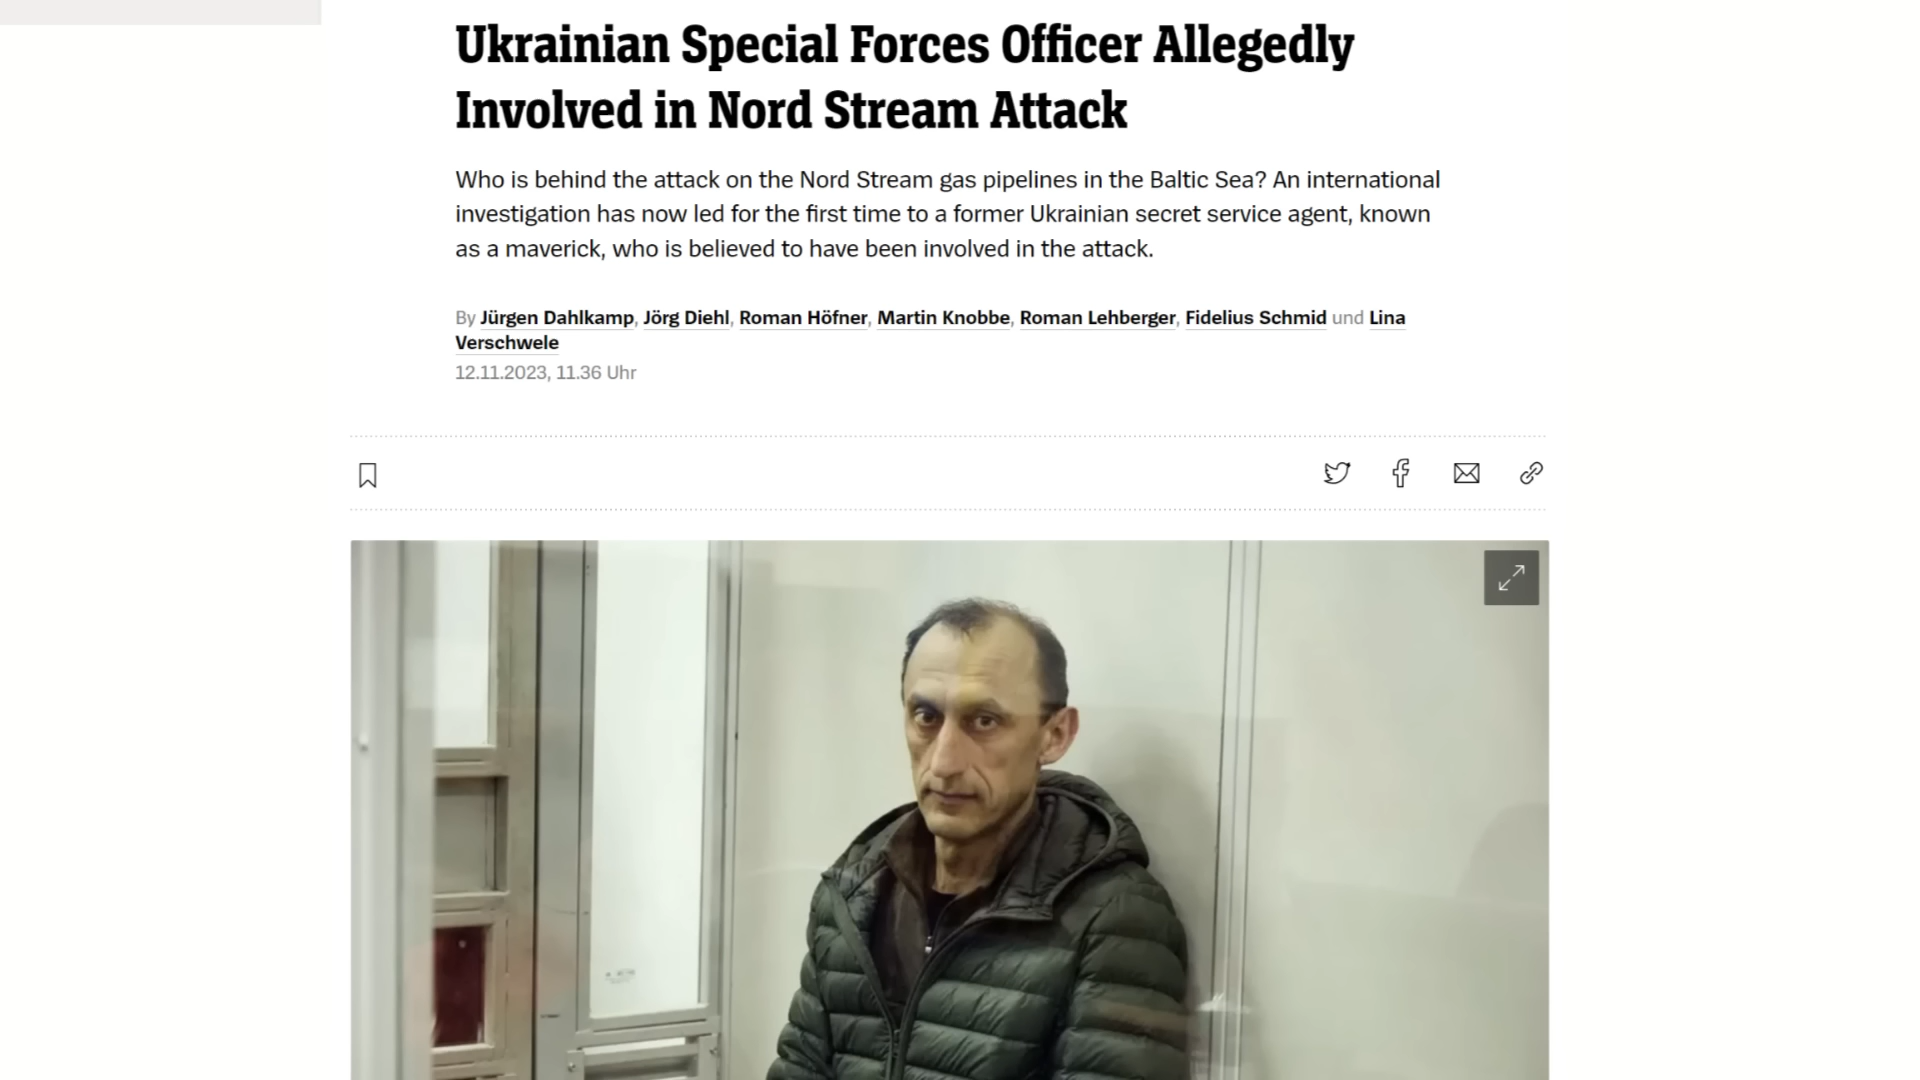 Ukrainian Special Forces Officer Allegedly
Involved in Nord Stream Attack
Who is behind the attack on the Nord Stream gas pipelines in the Baltic Sea? An international
investigation has now led for the first time to a former Ukrainian secret service agent, known
as a maverick, who is believed to have been involved in the attack.
By Jürgen Dahlkamp, Jörg Diehl, Roman Höfner, Martin Knobbe, Roman Lehberger, Fidelius Schmid und Lina
Verschwele
12.11.2023, 11.36 Uhr